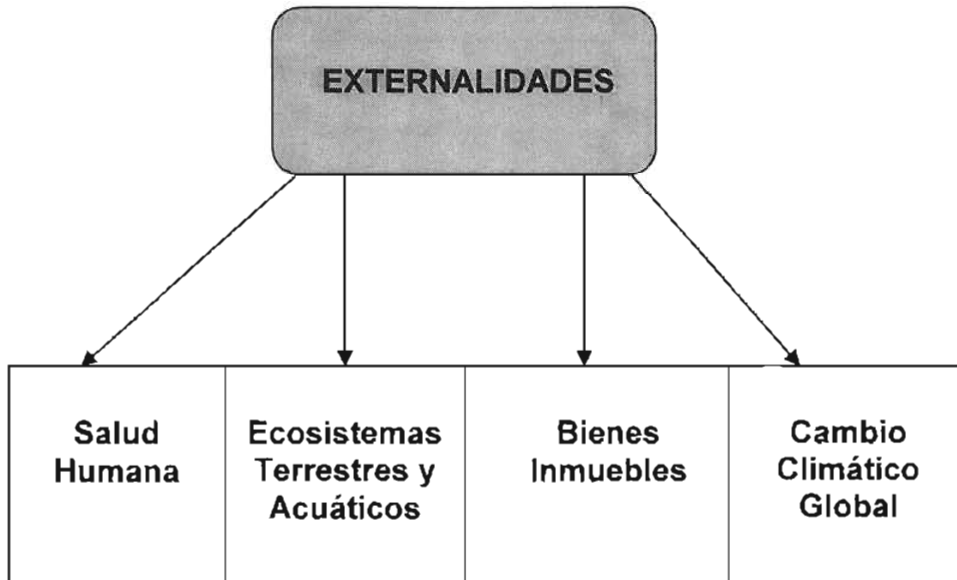 EXTERNALIDADES
Salud
Humana
Ecosistemas
Terrestres y
Acuáticos
Bienes
Inmuebles
Cambio
Climático
Global